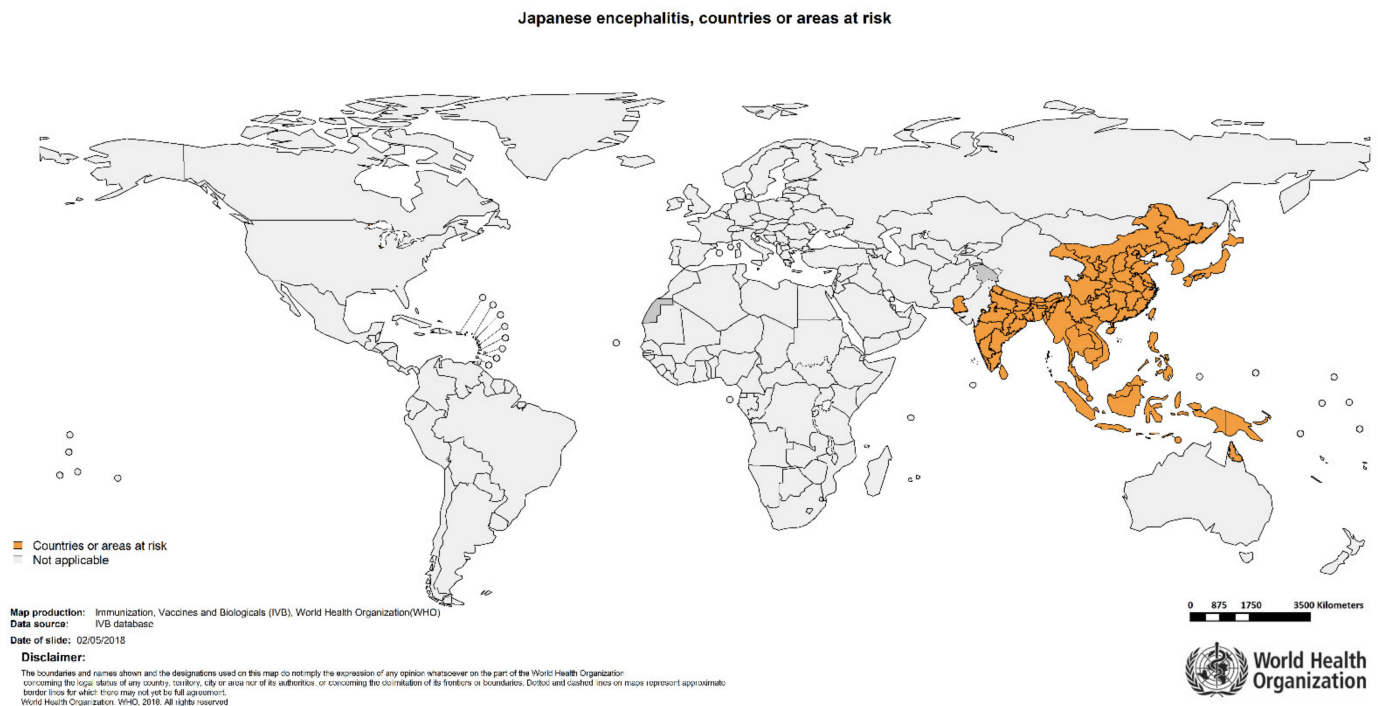 Japanese encephalitis, countries or areas at risk
Countries or areas at risk
Not applicable
Map production: Immunization, Vaccines and Biologicals (IVB), World Health Organization(WHO)
Data source: IVB database
Date of slide: 02/05/2018
Disclaimer:
The boundaries and names shown and the designations used on this map do notimply the expression of any opinion whatsoever on the part of the World Health Organization
concerning the legal status of any country, territory, city or area nor of its authorities, or concerning the delimitation of its frontiers or boundaries. Dotted and dashed lines on maps represent approximate
border lines for which there may not yet be full agreement.
World Health Organization, WHO, 2018. All rights reserved
0 875 1750 3500 Kilometers
World Health
Organization